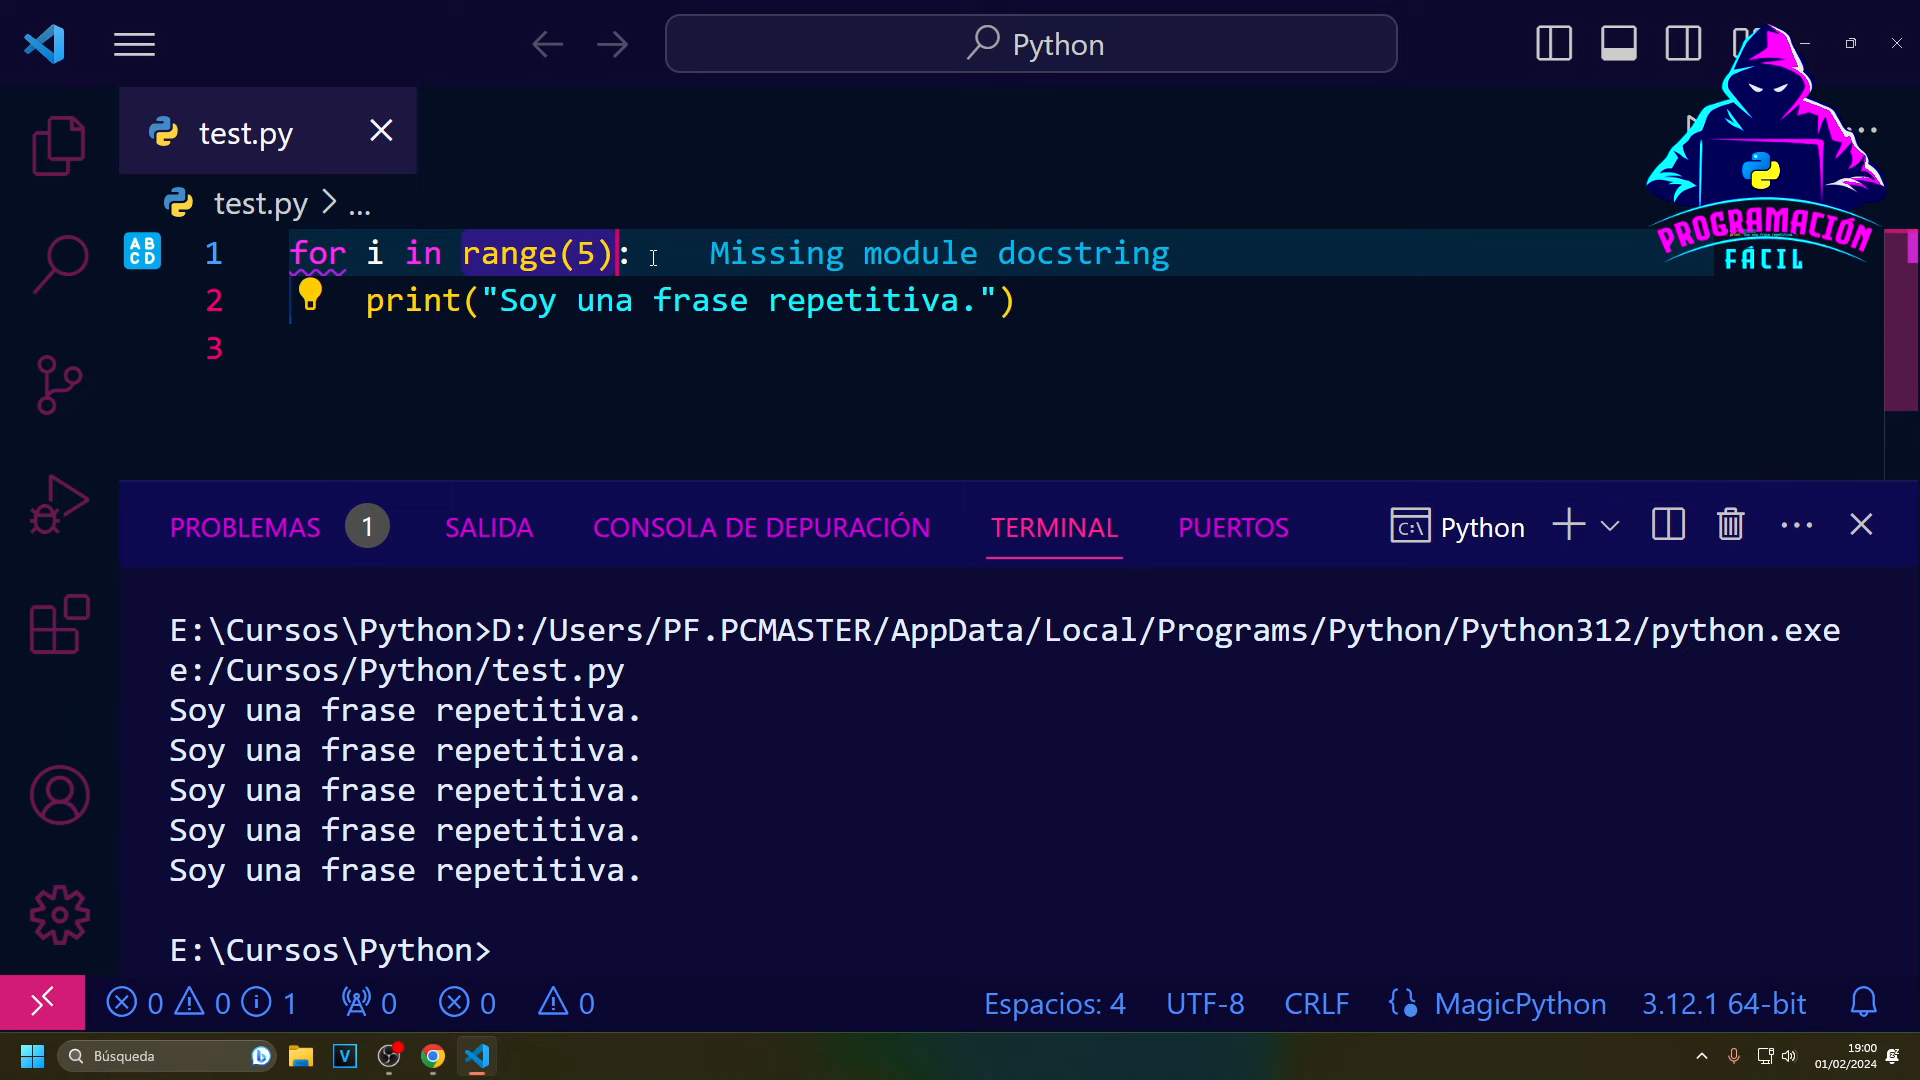 Python
test.py
test.py > ...
AB
CD
1 for i in range(5): Missing module docstring
2 print("Soy una frase repetitiva.")
3
PROGRAMACIÓN
FÁCIL
PROBLEMAS 1 SALIDA CONSOLA DE DEPURACIÓN TERMINAL PUERTOS C:\ Python
E:\Cursos\Python>D:/Users/PF.PCMASTER/AppData/Local/Programs/Python/Python312/python.exe
e:/Cursos/Python/test.py
Soy una frase repetitiva.
Soy una frase repetitiva.
Soy una frase repetitiva.
Soy una frase repetitiva.
Soy una frase repetitiva.
E:\Cursos\Python>
0 0 1 0 0 0 Espacios: 4 UTF-8 CRLF MagicPython 3.12.1 64-bit
Búsqueda V 19:00
01/02/2024